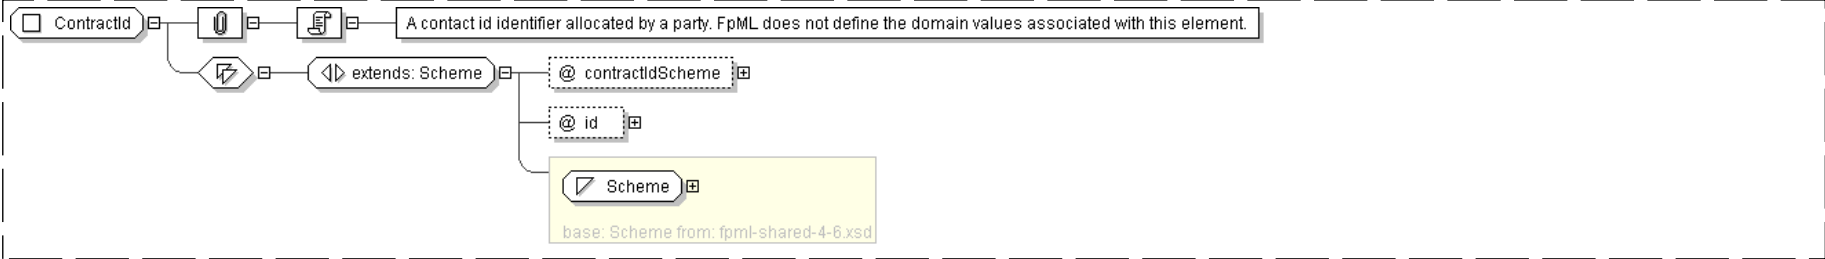 ContractId
A contact id identifier allocated by a party. FpML does not define the domain values associated with this element.
extends: Scheme
@ contractIdScheme
@ id
Scheme
base: Scheme from: fpml-shared-4-6.xsd